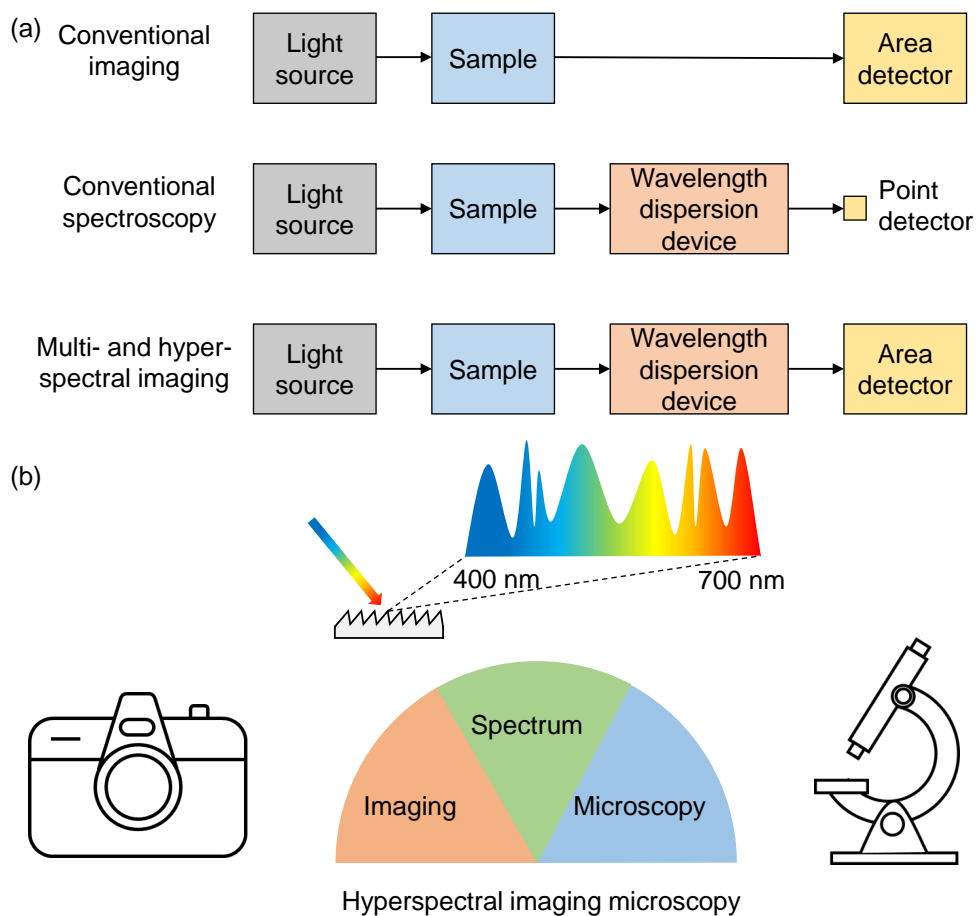 (a)
Conventional
imaging
Light
source
Sample
Area
detector
Conventional
spectroscopy
Light
source
Sample
Wavelength
dispersion
device
Point
detector
Multi- and hyper-
spectral imaging
Light
source
Sample
Wavelength
dispersion
device
Area
detector
(b)
400 nm
700 nm
Spectrum
Imaging
Microscopy
Hyperspectral imaging microscopy